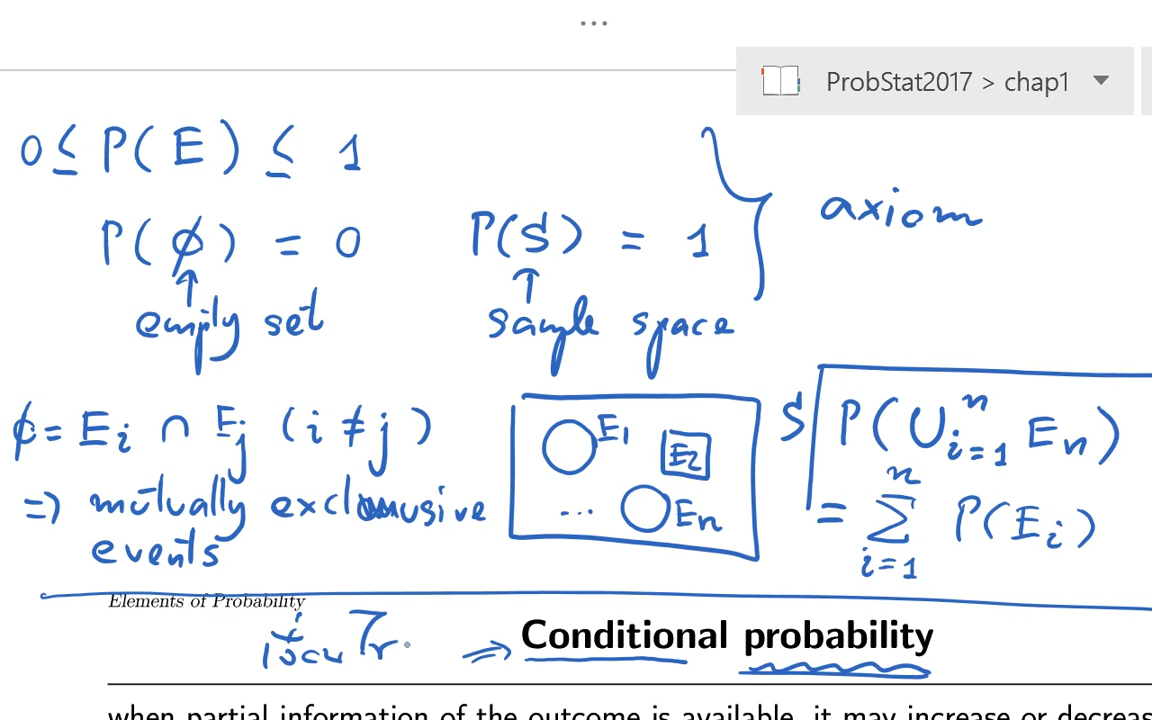 ...
ProbStat2017 > chap1
0 ≤ P(E) ≤ 1
axiom
P(ϕ) = 0 P(S) = 1
↑ ↑
empty set sample space
ϕ = Ei ∩ Ej (i ≠ j)
=> mutually exclusive
events
E1
E2
... En
S
P(∪ⁿi=1 En)
= Σⁿi=1 P(Ei)
Elements of Probability
⇒ Conditional probability
when partial information of the outcome is available, it may increase or decreas